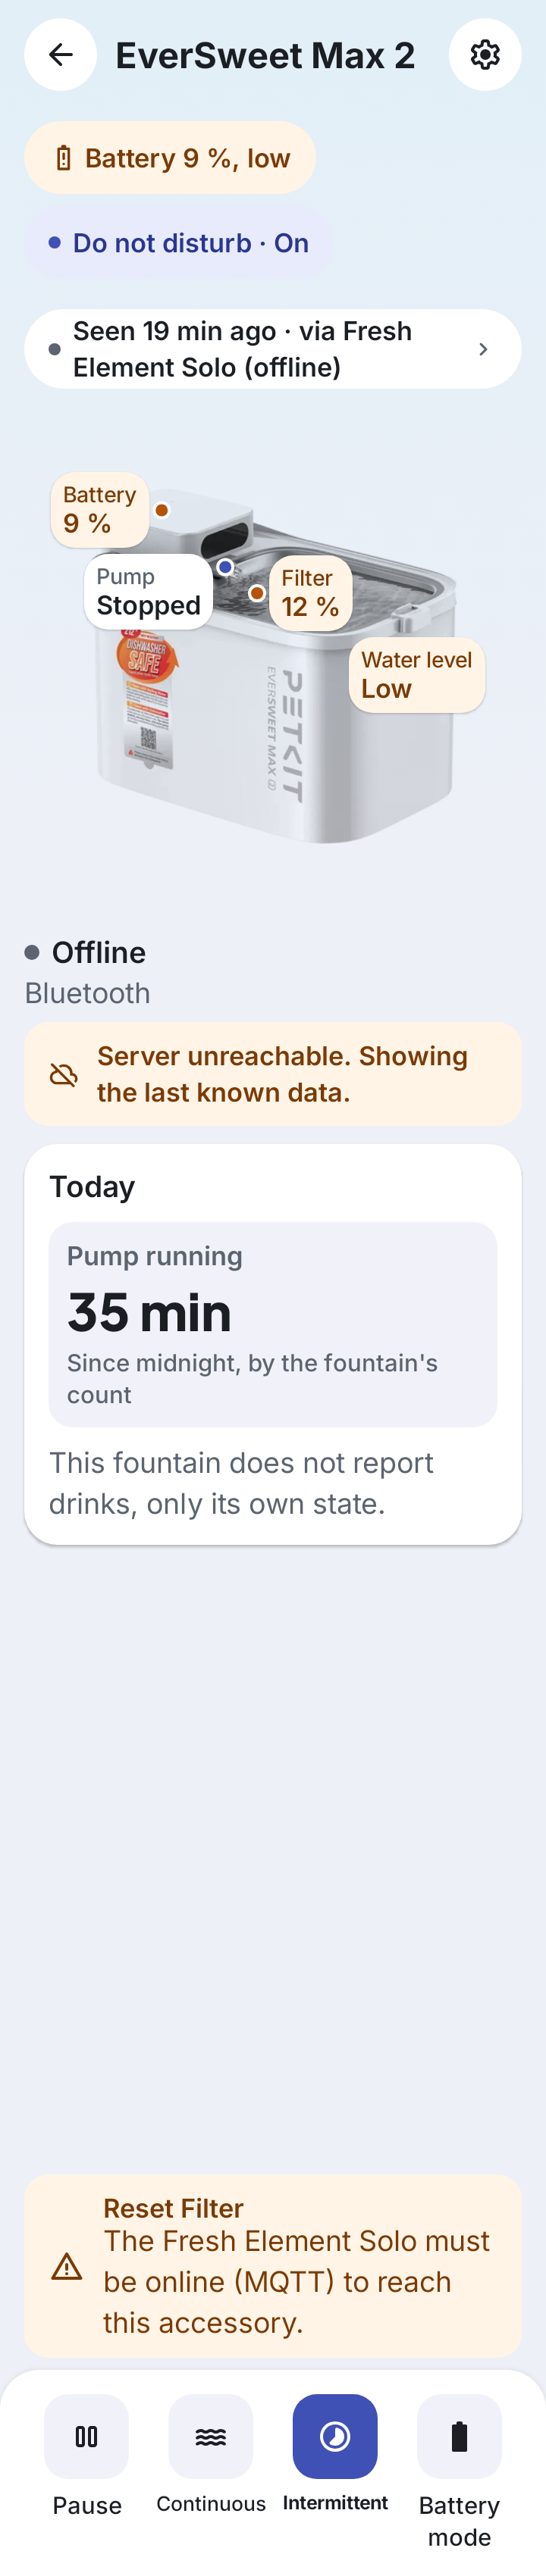 EverSweet Max 2
Battery 9 %, low
Do not disturb · On
Seen 19 min ago · via Fresh
Element Solo (offline)
Battery
9 %
Pump
Stopped
Filter
12 %
Water level
Low
DISHWASHER
SAFE
PETKIT
EVERSWEET MAX 2
Offline
Bluetooth
Server unreachable. Showing
the last known data.
Today
Pump running
35 min
Since midnight, by the fountain's
count
This fountain does not report
drinks, only its own state.
Reset Filter
The Fresh Element Solo must
be online (MQTT) to reach
this accessory.
Pause
Continuous
Intermittent
Battery
mode